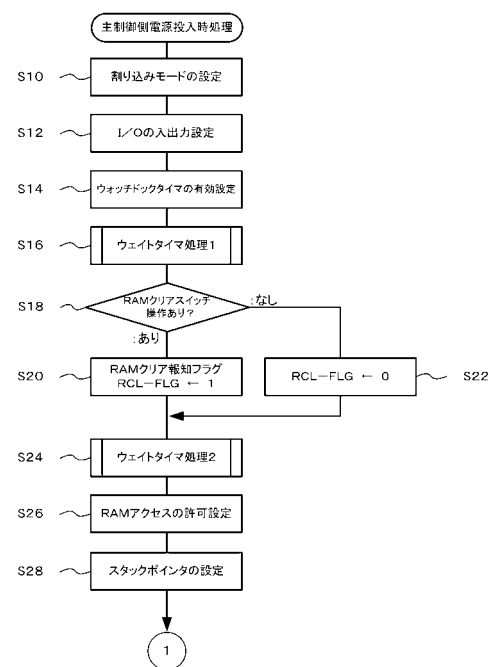 主制御側電源投入時処理
S10
割り込みモードの設定
S12
I/Oの入出力設定
S14
ウォッチドックタイマの有効設定
S16
ウェイトタイマ処理1
S18
RAMクリアスイッチ
操作あり?
:なし
:あり
S20
RAMクリア報知フラグ
RCL-FLG ← 1
RCL-FLG ← 0
S22
S24
ウェイトタイマ処理2
S26
RAMアクセスの許可設定
S28
スタックポインタの設定
1